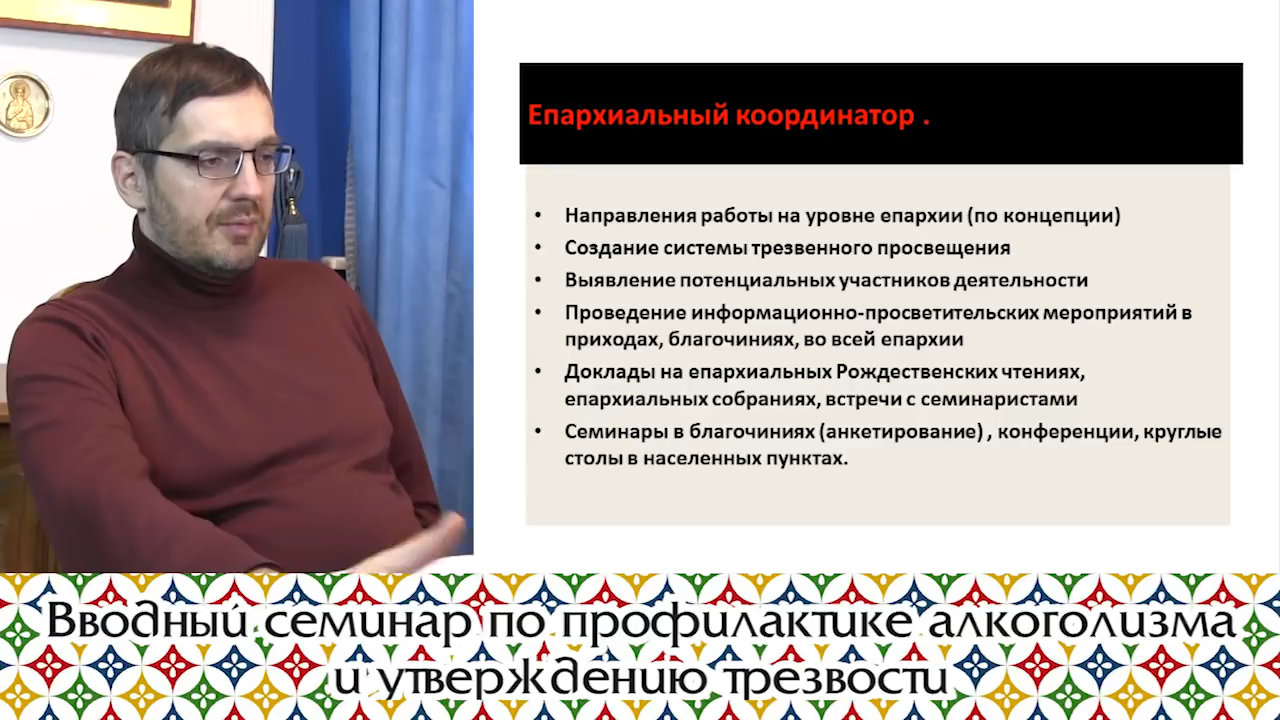 Епархиальный координатор .
• Направления работы на уровне епархии (по концепции)
• Создание системы трезвенного просвещения
• Выявление потенциальных участников деятельности
• Проведение информационно-просветительских мероприятий в
приходах, благочиниях, во всей епархии
• Доклады на епархиальных Рождественских чтениях,
епархиальных собраниях, встречи с семинаристами
• Семинары в благочиниях (анкетирование) , конференции, круглые
столы в населенных пунктах.
Вводный семинар по профилактике алкоголизма
и утверждению трезвости